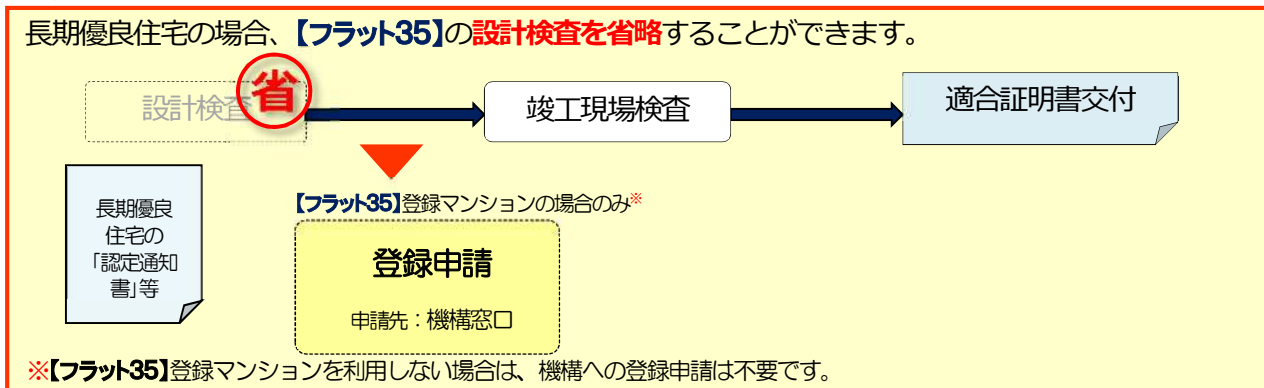 長期優良住宅の場合、【フラット35】の設計検査を省略することができます。
設計検査
省
竣工現場検査
適合証明書交付
長期優良
住宅の
「認定通知
書」等
【フラット35】登録マンションの場合のみ※
登録申請
申請先：機構窓口
※【フラット35】登録マンションを利用しない場合は、機構への登録申請は不要です。